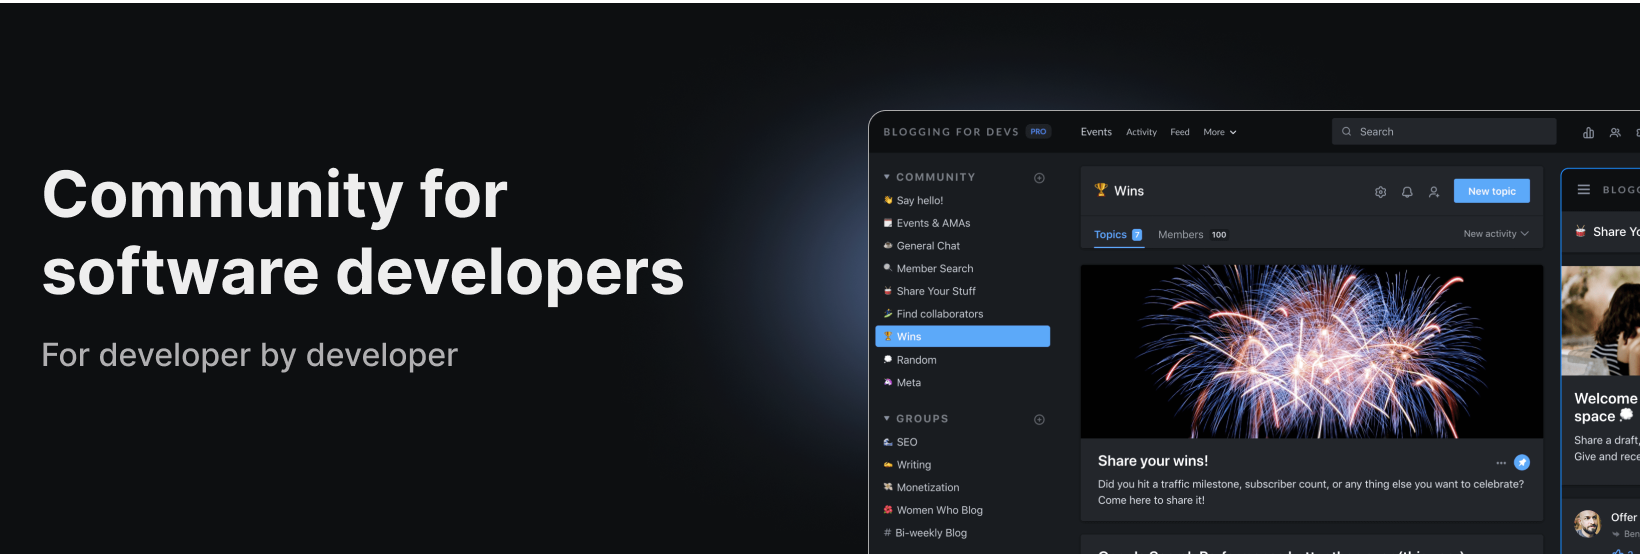 Community for
software developers
For developer by developer
BLOGGING FOR DEVS PRO
Events Activity Feed More
Search
COMMUNITY
Say hello!
Events & AMAs
General Chat
Member Search
Share Your Stuff
Find collaborators
Wins
Random
Meta
GROUPS
SEO
Writing
Monetization
Women Who Blog
# Bi-weekly Blog
Wins
New topic
Topics 7 Members 100
New activity
Share your wins!
Did you hit a traffic milestone, subscriber count, or any thing else you want to celebrate?
Come here to share it!
Share
Welcome
space
Share a draft,
Give and
Offer